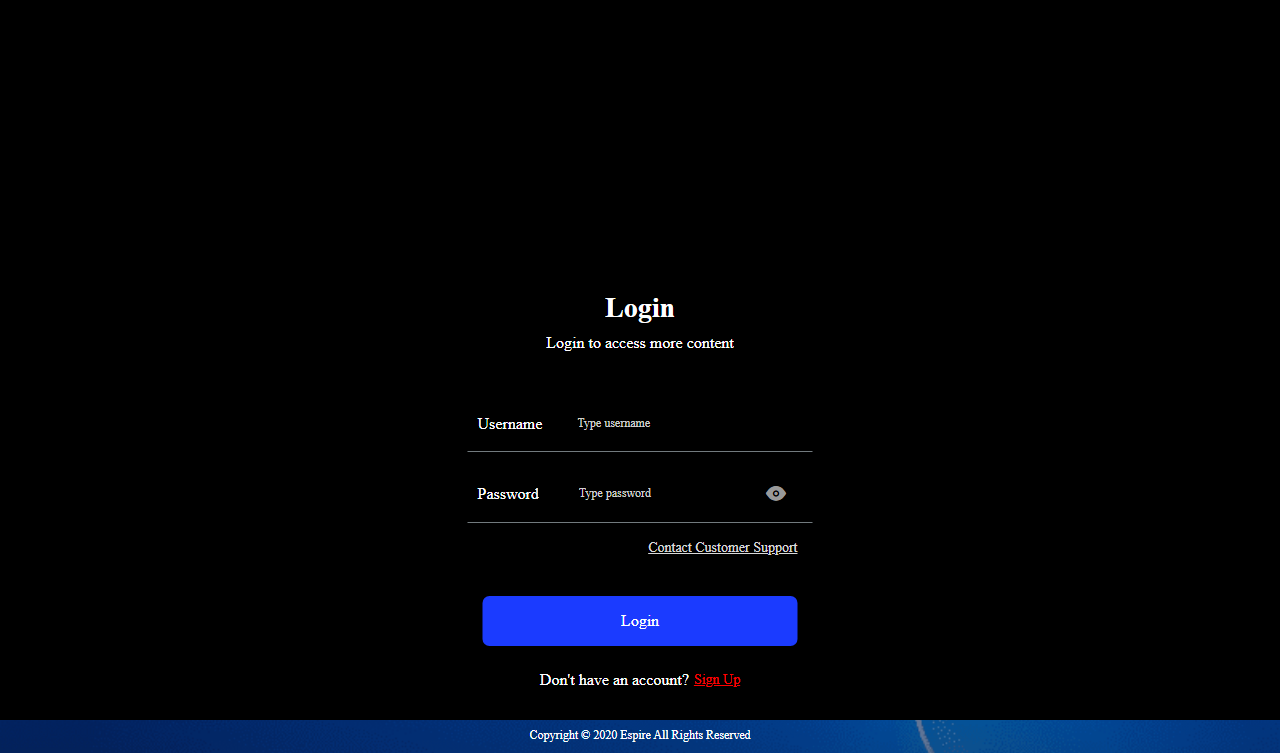 Login
Login to access more content
Username Type username
Password Type password
Contact Customer Support
Login
Don't have an account? Sign Up
Copyright © 2020 Espire All Rights Reserved